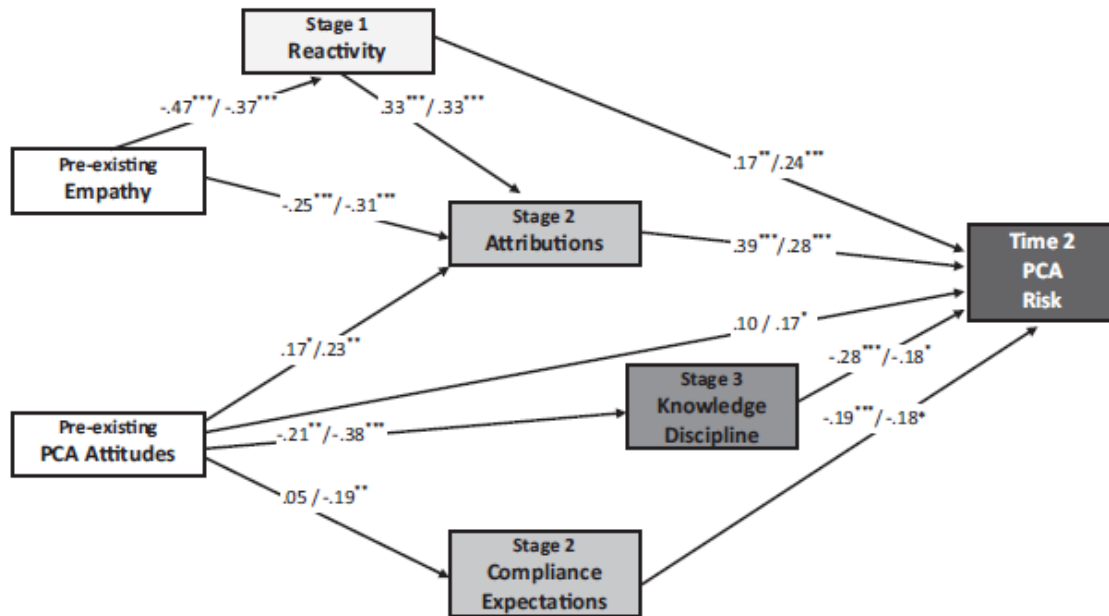 Stage 1
Reactivity
-.47***/ -.37***
.33***/ .33***
Pre-existing
Empathy
.17**/.24***
-.25***/ -.31***
Stage 2
Attributions
.39***/.28***
Time 2
PCA
Risk
.17*/.23**
.10 / .17*
-.28***/-.18*
Stage 3
Knowledge
Discipline
Pre-existing
PCA Attitudes
-.21**/ -.38***
-.19***/ -.18*
.05 / -.19**
Stage 2
Compliance
Expectations